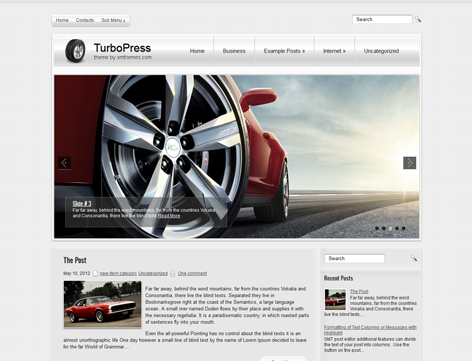 Home Contacts Sub Menu »
Search
TurboPress
theme by smthemes.com
Home Business Example Posts » Internet » Uncategorized
Slide # 3
Far far away, behind the word mountains, far from the countries Vokalia
and Consonantia, there live the blind texts. Read More
The Post
May 10, 2012 new item category, Uncategorized One comment
Far far away, behind the word mountains, far from the countries Vokalia and
Consonantia, there live the blind texts. Separated they live in
Bookmarksgrove right at the coast of the Semantics, a large language
ocean. A small river named Duden flows by their place and supplies it with
the necessary regelialia. It is a paradisematic country, in which roasted parts
of sentences fly into your mouth.
Even the all-powerful Pointing has no control about the blind texts it is an
almost unorthographic life One day however a small line of blind text by the name of Lorem Ipsum decided to leave
for the far World of Grammar.
Search
Recent Posts
The Post
Far far away, behind the word
mountains, far from the countries
Vokalia and Consonantia, there
live the blind texts...
Formatting of Text Columns or Messages with
Highlight
SMT post editor additional features can divide
the text of your post into columns. Use the
button on the post...